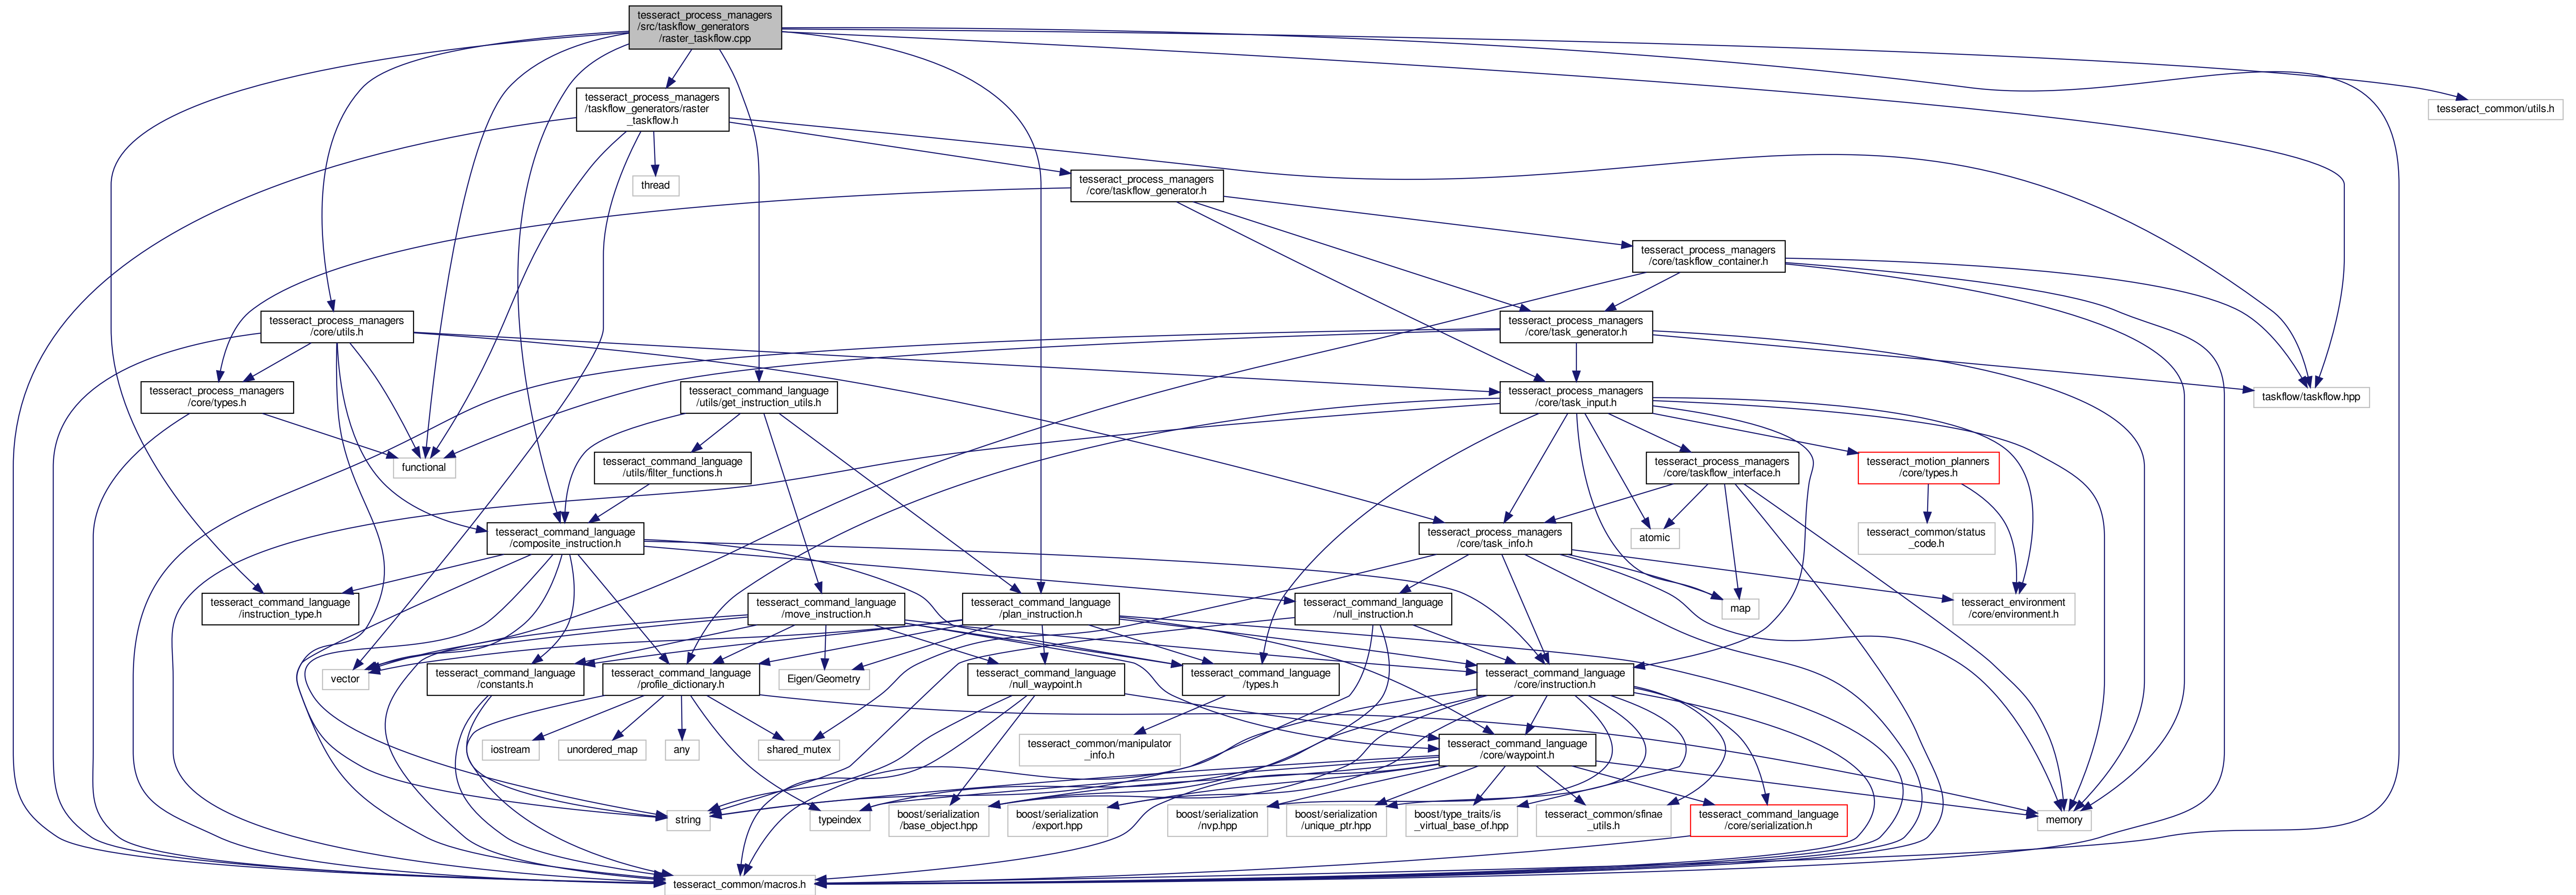 tesseract_process_managers
/src/taskflow_generators
/raster_taskflow.cpp
tesseract_process_managers
/taskflow_generators/raster
_taskflow.h
tesseract_common/utils.h
thread
tesseract_process_managers
/core/taskflow_generator.h
tesseract_process_managers
/core/taskflow_container.h
tesseract_process_managers
/core/utils.h
tesseract_process_managers
/core/task_generator.h
tesseract_process_managers
/core/types.h
tesseract_command_language
/utils/get_instruction_utils.h
tesseract_process_managers
/core/task_input.h
taskflow/taskflow.hpp
functional
tesseract_command_language
/utils/filter_functions.h
tesseract_process_managers
/core/taskflow_interface.h
tesseract_motion_planners
/core/types.h
tesseract_command_language
/composite_instruction.h
tesseract_process_managers
/core/task_info.h
atomic
tesseract_common/status
_code.h
tesseract_command_language
/instruction_type.h
tesseract_command_language
/move_instruction.h
tesseract_command_language
/plan_instruction.h
tesseract_command_language
/null_instruction.h
map
tesseract_environment
/core/environment.h
vector
tesseract_command_language
/constants.h
tesseract_command_language
/profile_dictionary.h
Eigen/Geometry
tesseract_command_language
/null_waypoint.h
tesseract_command_language
/types.h
tesseract_command_language
/core/instruction.h
iostream
unordered_map
any
shared_mutex
tesseract_common/manipulator
_info.h
tesseract_command_language
/core/waypoint.h
string
typeindex
boost/serialization
/base_object.hpp
boost/serialization
/export.hpp
boost/serialization
/nvp.hpp
boost/serialization
/unique_ptr.hpp
boost/type_traits/is
_virtual_base_of.hpp
tesseract_common/sfinae
_utils.h
tesseract_command_language
/core/serialization.h
memory
tesseract_common/macros.h